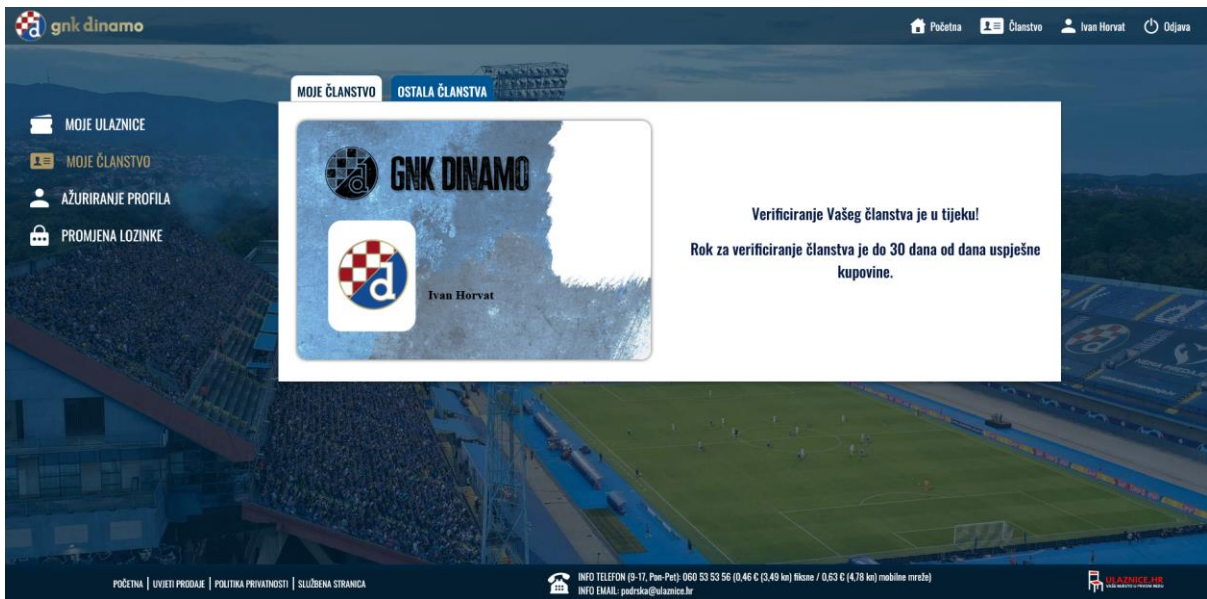 gnk dinamo
Početna
Članstvo
Ivan Horvat
Odjava
MOJE ČLANSTVO
OSTALA ČLANSTVA
MOJE ULAZNICE
MOJE ČLANSTVO
AŽURIRANJE PROFILA
PROMJENA LOZINKE
GNK DINAMO
Ivan Horvat
Verificiranje Vašeg članstva je u tijeku!
Rok za verificiranje članstva je do 30 dana od dana uspješne
kupovine.
POČETNA | UVJETI PRODAJE | POLITIKA PRIVATNOSTI | SLUŽBENA STRANICA
INFO TELEFON (9-17, Pon-Pet): 060 53 53 56 (0,46 € (3,49 kn) fiksne / 0,63 € (4,78 kn) mobilne mreže)
INFO EMAIL: podrska@ulaznice.hr
ULAZNICE.HR